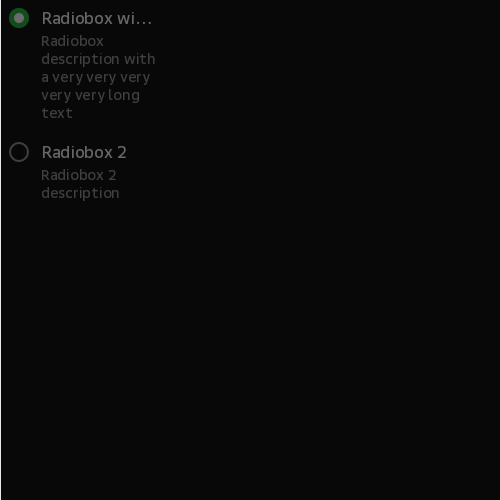 Radiobox wi…
Radiobox
description with
a very very very
very very long
text
Radiobox 2
Radiobox 2
description